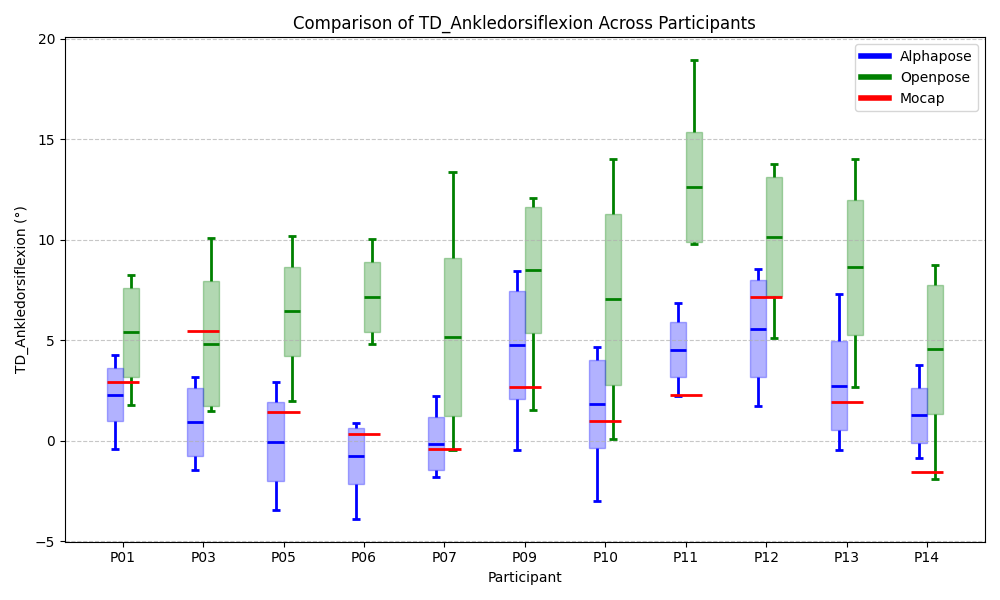 Comparison of TD_Ankledorsiflexion Across Participants
TD_Ankledorsiflexion (°)
20
15
10
5
0
−5
Alphapose
Openpose
Mocap
P01 P03 P05 P06 P07 P09 P10 P11 P12 P13 P14
Participant